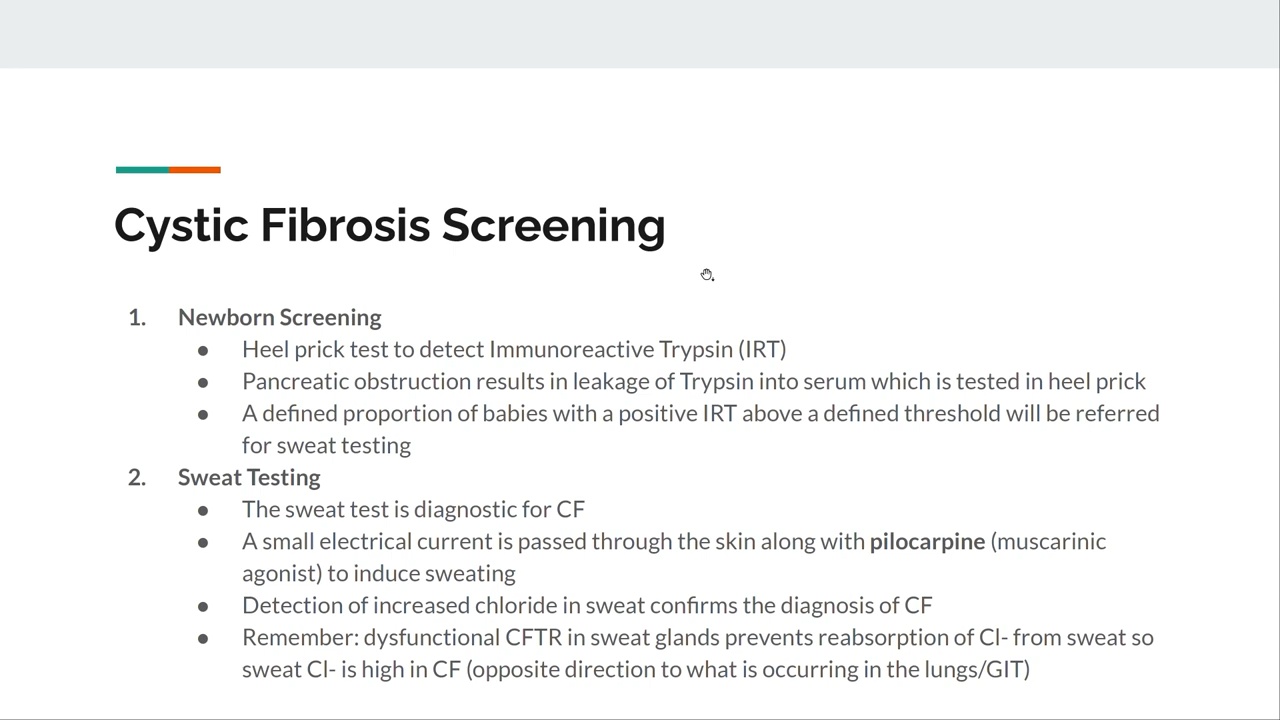 Cystic Fibrosis Screening
1. Newborn Screening
● Heel prick test to detect Immunoreactive Trypsin (IRT)
● Pancreatic obstruction results in leakage of Trypsin into serum which is tested in heel prick
● A defined proportion of babies with a positive IRT above a defined threshold will be referred
for sweat testing
2. Sweat Testing
● The sweat test is diagnostic for CF
● A small electrical current is passed through the skin along with pilocarpine (muscarinic
agonist) to induce sweating
● Detection of increased chloride in sweat confirms the diagnosis of CF
● Remember: dysfunctional CFTR in sweat glands prevents reabsorption of Cl- from sweat so
sweat Cl- is high in CF (opposite direction to what is occurring in the lungs/GIT)